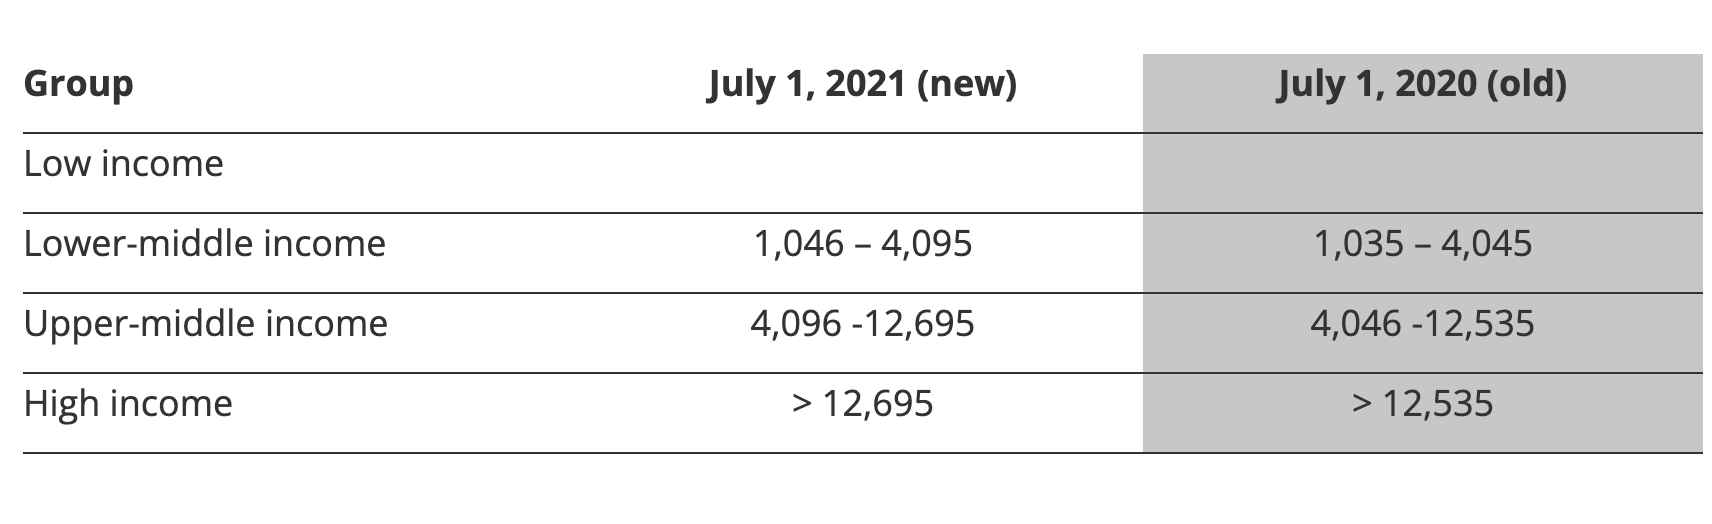 Group July 1, 2021 (new) July 1, 2020 (old)
Low income
Lower-middle income 1,046 – 4,095 1,035 – 4,045
Upper-middle income 4,096 -12,695 4,046 -12,535
High income > 12,695 > 12,535